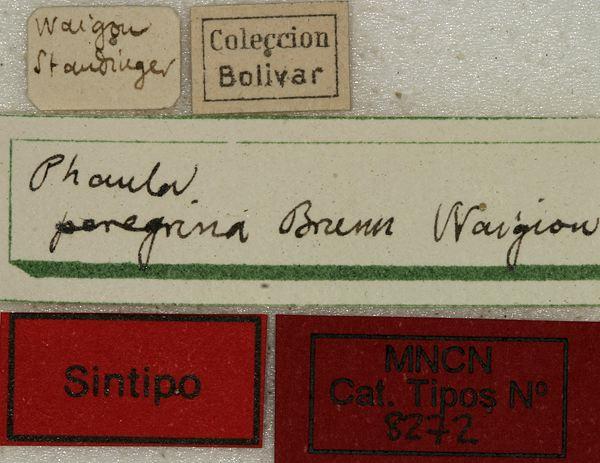 Waigou
Staudinger
Coleccion
Bolivar
Phaula
peregrina Brunn Waigiou
Sintipo
MNCN
Cat. Tipos Nº
8272